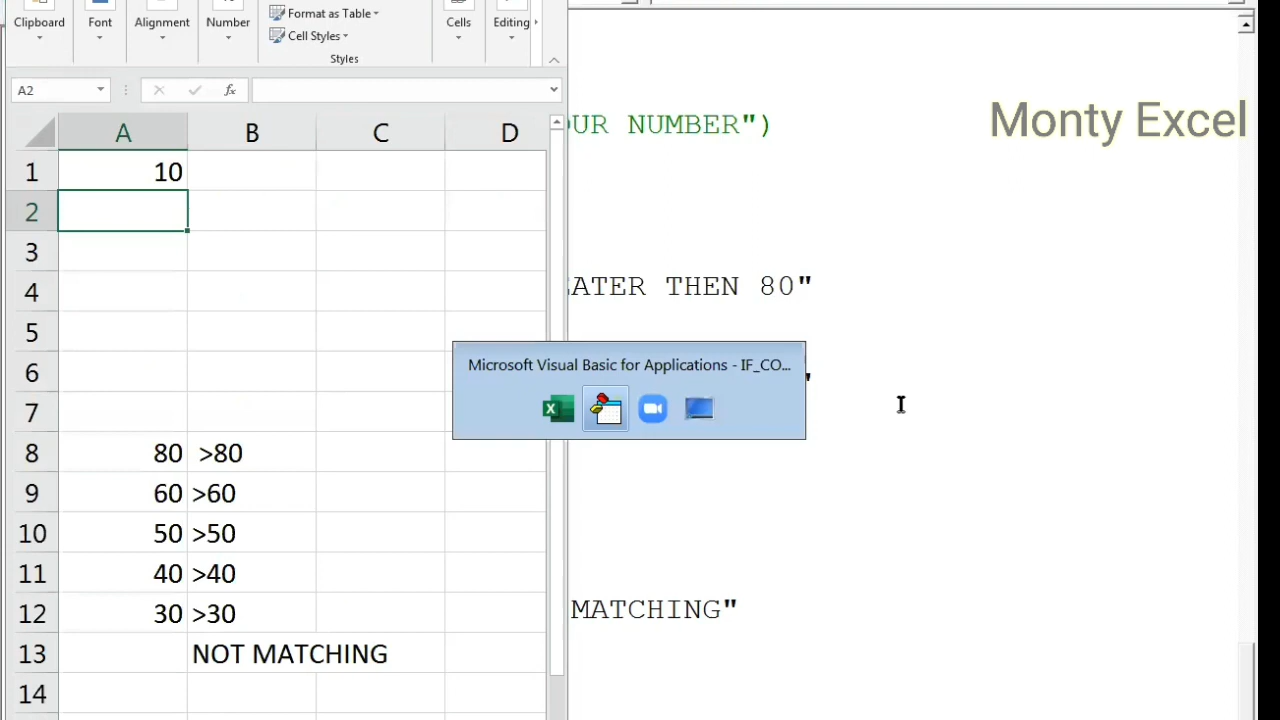 Clipboard
Font
Alignment
Number
Format as Table
Cell Styles
Styles
Cells
Editing
A2
fx
OUR NUMBER")
Monty Excel
A B C D
1 10
2
3
EATER THEN 80"
4
5
Microsoft Visual Basic for Applications - IF_CO...
6
"
7
8 80 >80
9 60 >60
10 50 >50
11 40 >40
12 30 >30
MATCHING"
13 NOT MATCHING
14